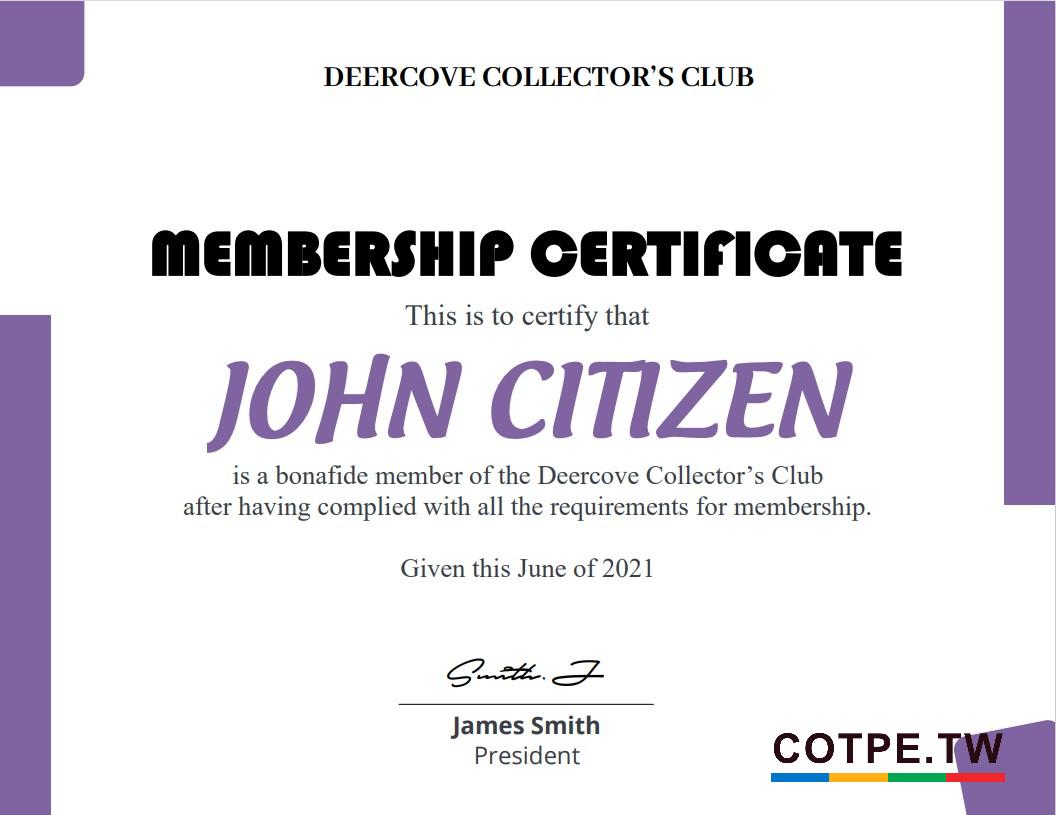 DEERCOVE COLLECTOR’S CLUB
MEMBERSHIP CERTIFICATE
This is to certify that
JOHN CITIZEN
is a bonafide member of the Deercove Collector’s Club
after having complied with all the requirements for membership.
Given this June of 2021
Smith. J
James Smith
President
COTPE.TW